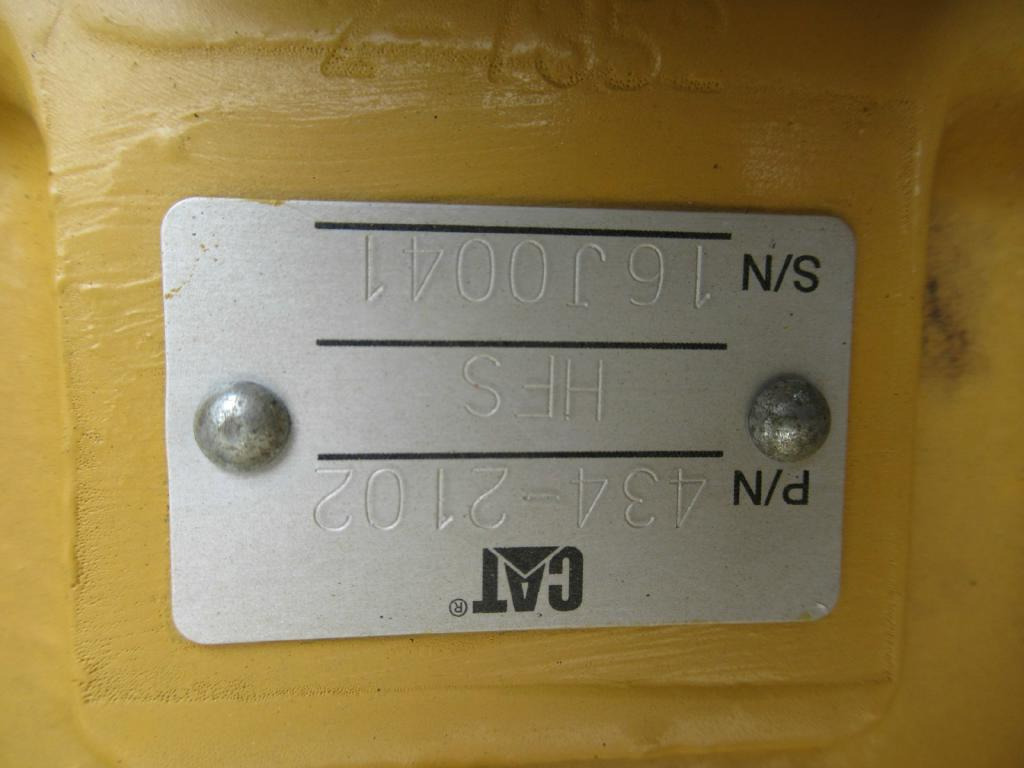 CAT®
P/N 434-2102
HFS
S/N 16J0041